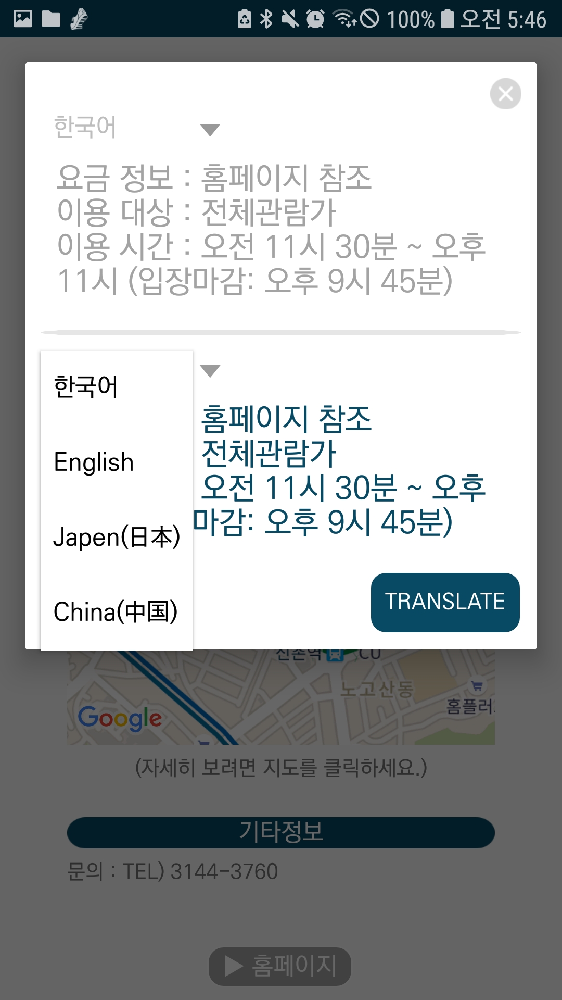 100% 오전 5:46
한국어
요금 정보 : 홈페이지 참조
이용 대상 : 전체관람가
이용 시간 : 오전 11시 30분 ~ 오후
11시 (입장마감: 오후 9시 45분)
한국어
English
Japen(日本)
China(中国)
홈페이지 참조
전체관람가
오전 11시 30분 ~ 오후
마감: 오후 9시 45분)
TRANSLATE
신촌역 CU
노고산동
홈플러
Google
(자세히 보려면 지도를 클릭하세요.)
기타정보
문의 : TEL) 3144-3760
▶ 홈페이지